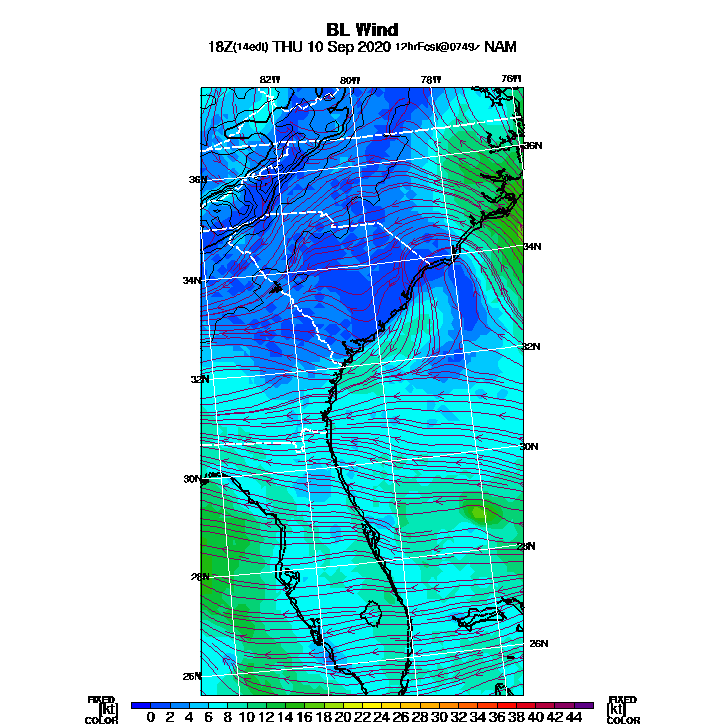 BL Wind
18Z(14edt) THU 10 Sep 2020 12hrFcst@0749z NAM
82W 80W 78W 76W
36N
36N
34N
34N
32N
32N
30N
30N
28N
28N
26N
26N
FIXED FIXED
[kt] 0 2 4 6 8 10 12 14 16 18 20 22 24 26 28 30 32 34 36 38 40 42 44 [kt]
COLOR COLOR